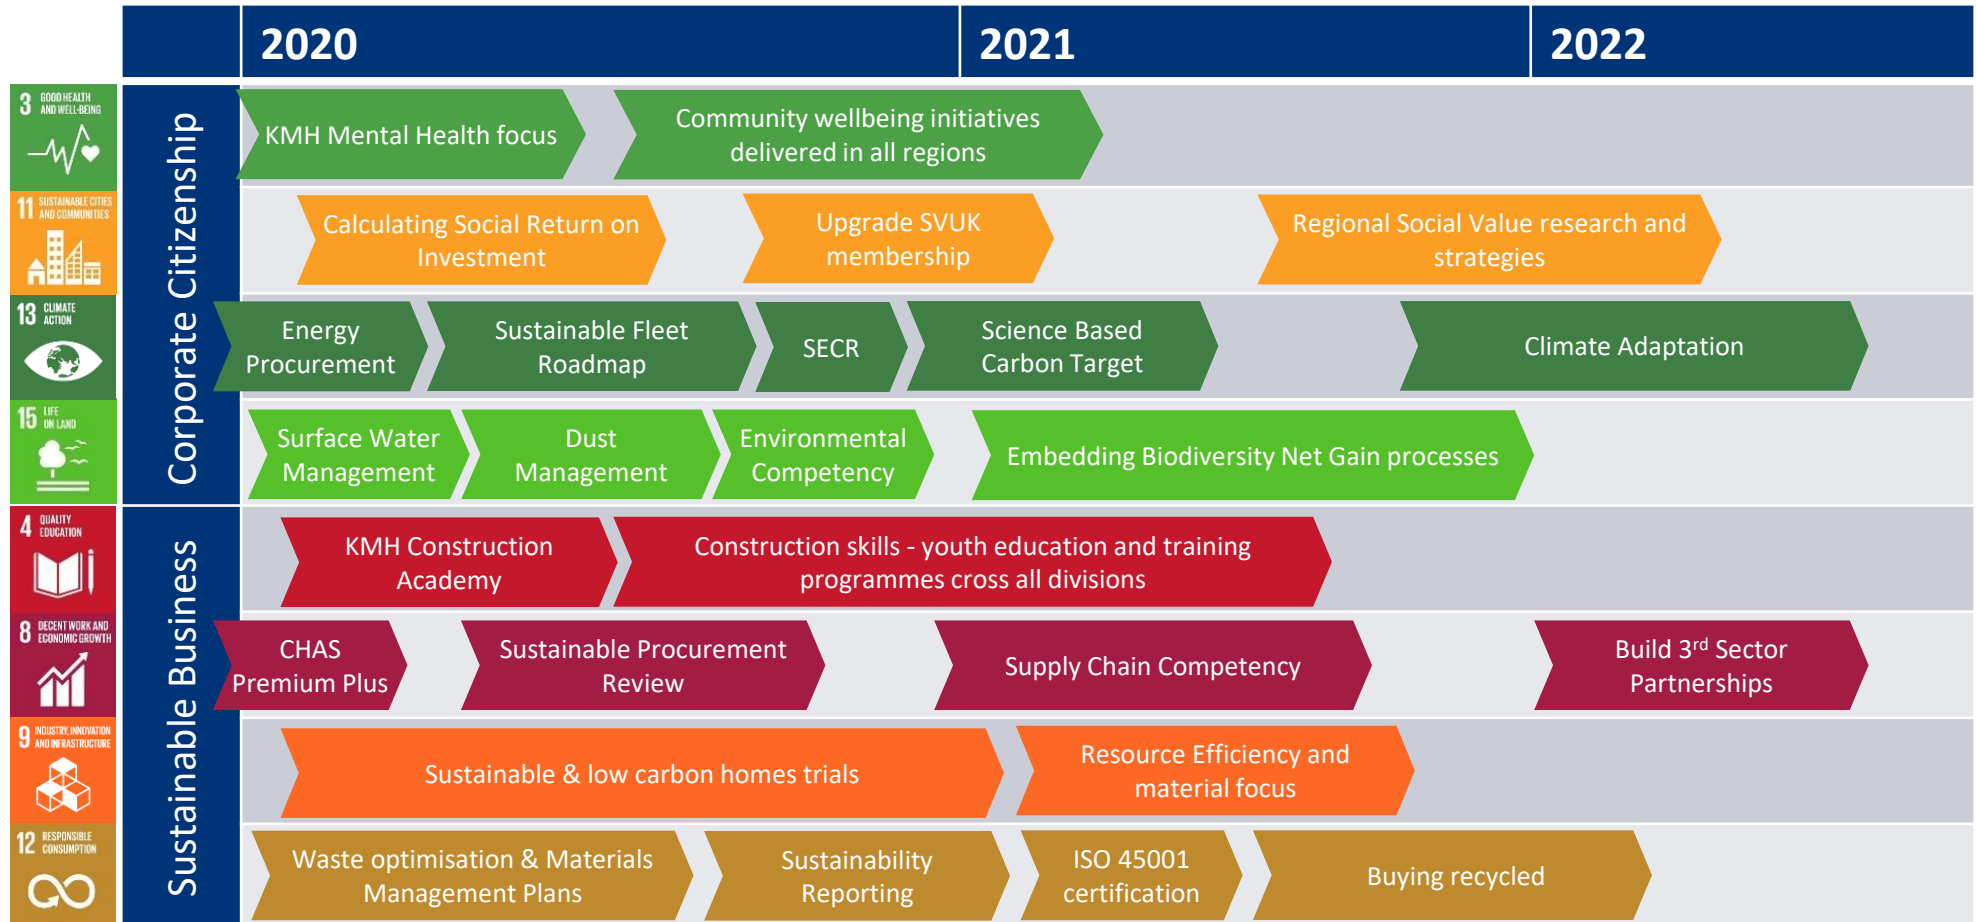 2020
2021
2022
Corporate Citizenship
3 GOOD HEALTH
AND WELL-BEING
KMH Mental Health focus
Community wellbeing initiatives
delivered in all regions
11 SUSTAINABLE CITIES
AND COMMUNITIES
Calculating Social Return on
Investment
Upgrade SVUK
membership
Regional Social Value research and
strategies
13 CLIMATE
ACTION
Energy
Procurement
Sustainable Fleet
Roadmap
SECR
Science Based
Carbon Target
Climate Adaptation
15 LIFE
ON LAND
Surface Water
Management
Dust
Management
Environmental
Competency
Embedding Biodiversity Net Gain processes
Sustainable Business
4 QUALITY
EDUCATION
KMH Construction
Academy
Construction skills - youth education and training
programmes cross all divisions
8 DECENT WORK AND
ECONOMIC GROWTH
CHAS
Premium Plus
Sustainable Procurement
Review
Supply Chain Competency
Build 3rd Sector
Partnerships
9 INDUSTRY, INNOVATION
AND INFRASTRUCTURE
Sustainable & low carbon homes trials
Resource Efficiency and
material focus
12 RESPONSIBLE
CONSUMPTION
Waste optimisation & Materials
Management Plans
Sustainability
Reporting
ISO 45001
certification
Buying recycled